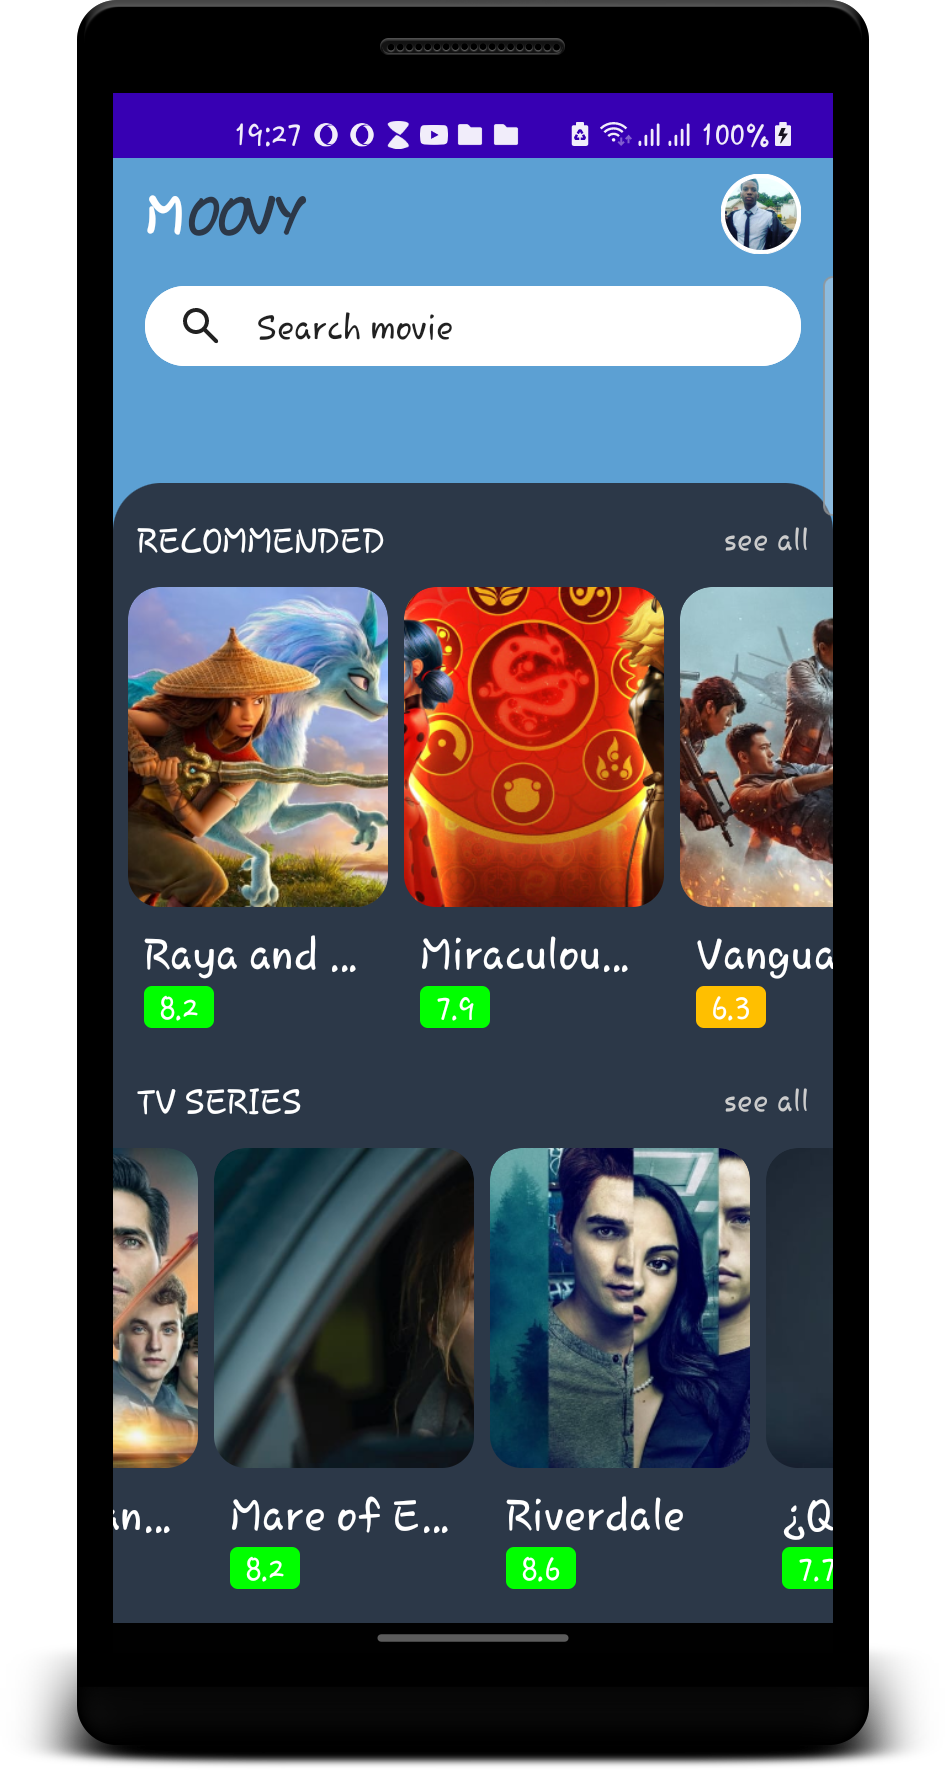 19:27 100%
MOOVY
Search movie
RECOMMENDED see all
Raya and ... Miraculou... Vangua
8.2 7.9 6.3
TV SERIES see all
an... Mare of E... Riverdale ¿Q
8.2 8.6 7.7